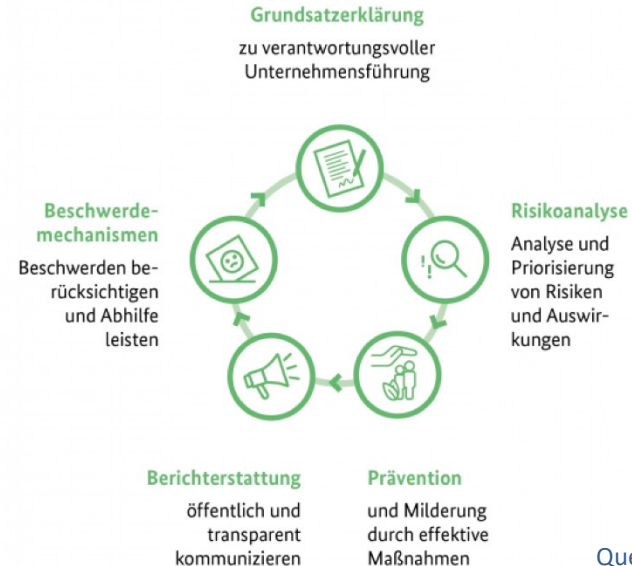 Grundsatzerklärung
zu verantwortungsvoller
Unternehmensführung
Risikoanalyse
Analyse und
Priorisierung
von Risiken
und Auswir-
kungen
Prävention
und Milderung
durch effektive
Maßnahmen
Berichterstattung
öffentlich und
transparent
kommunizieren
Beschwerde-
mechanismen
Beschwerden be-
rücksichtigen
und Abhilfe
leisten